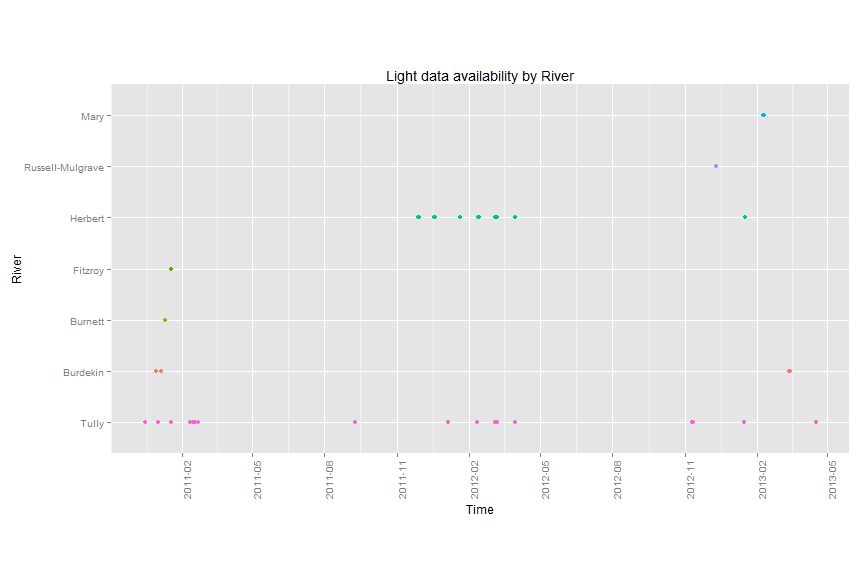 Light data availability by River
Mary
Russell-Mulgrave
Herbert
Fitzroy
Burnett
Burdekin
Tully
River
2011-02
2011-05
2011-08
2011-11
2012-02
2012-05
2012-08
2012-11
2013-02
2013-05
Time